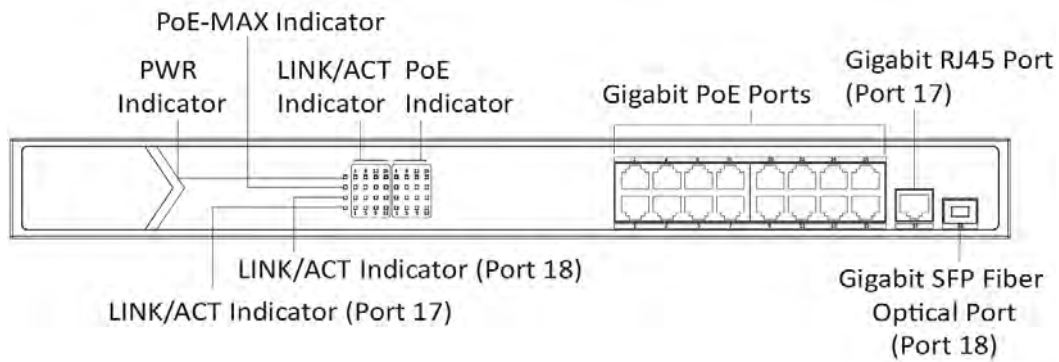 PoE-MAX Indicator
PWR
Indicator
LINK/ACT
Indicator
PoE
Indicator
Gigabit PoE Ports
Gigabit RJ45 Port
(Port 17)
LINK/ACT Indicator (Port 18)
LINK/ACT Indicator (Port 17)
Gigabit SFP Fiber
Optical Port
(Port 18)